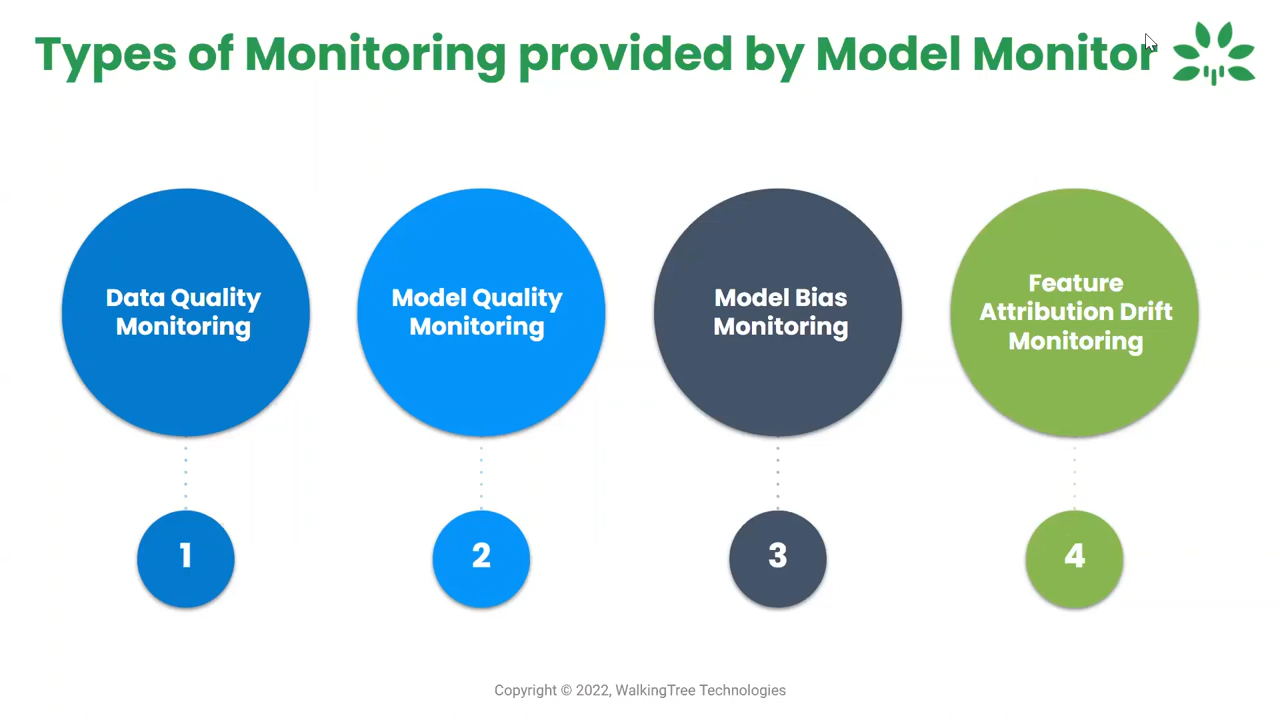 Types of Monitoring provided by Model Monitor
Data Quality
Monitoring
Model Quality
Monitoring
Model Bias
Monitoring
Feature
Attribution Drift
Monitoring
1
2
3
4
Copyright © 2022, WalkingTree Technologies